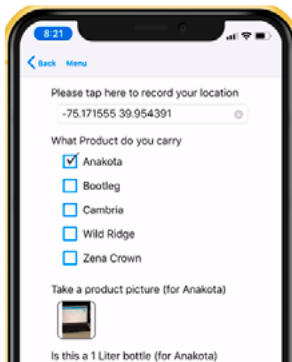 8:21
Back Menu
Please tap here to record your location
-75.171555 39.954391
What Product do you carry
Anakota
Bootleg
Cambria
Wild Ridge
Zena Crown
Take a product picture (for Anakota)
Is this a 1 Liter bottle (for Anakota)